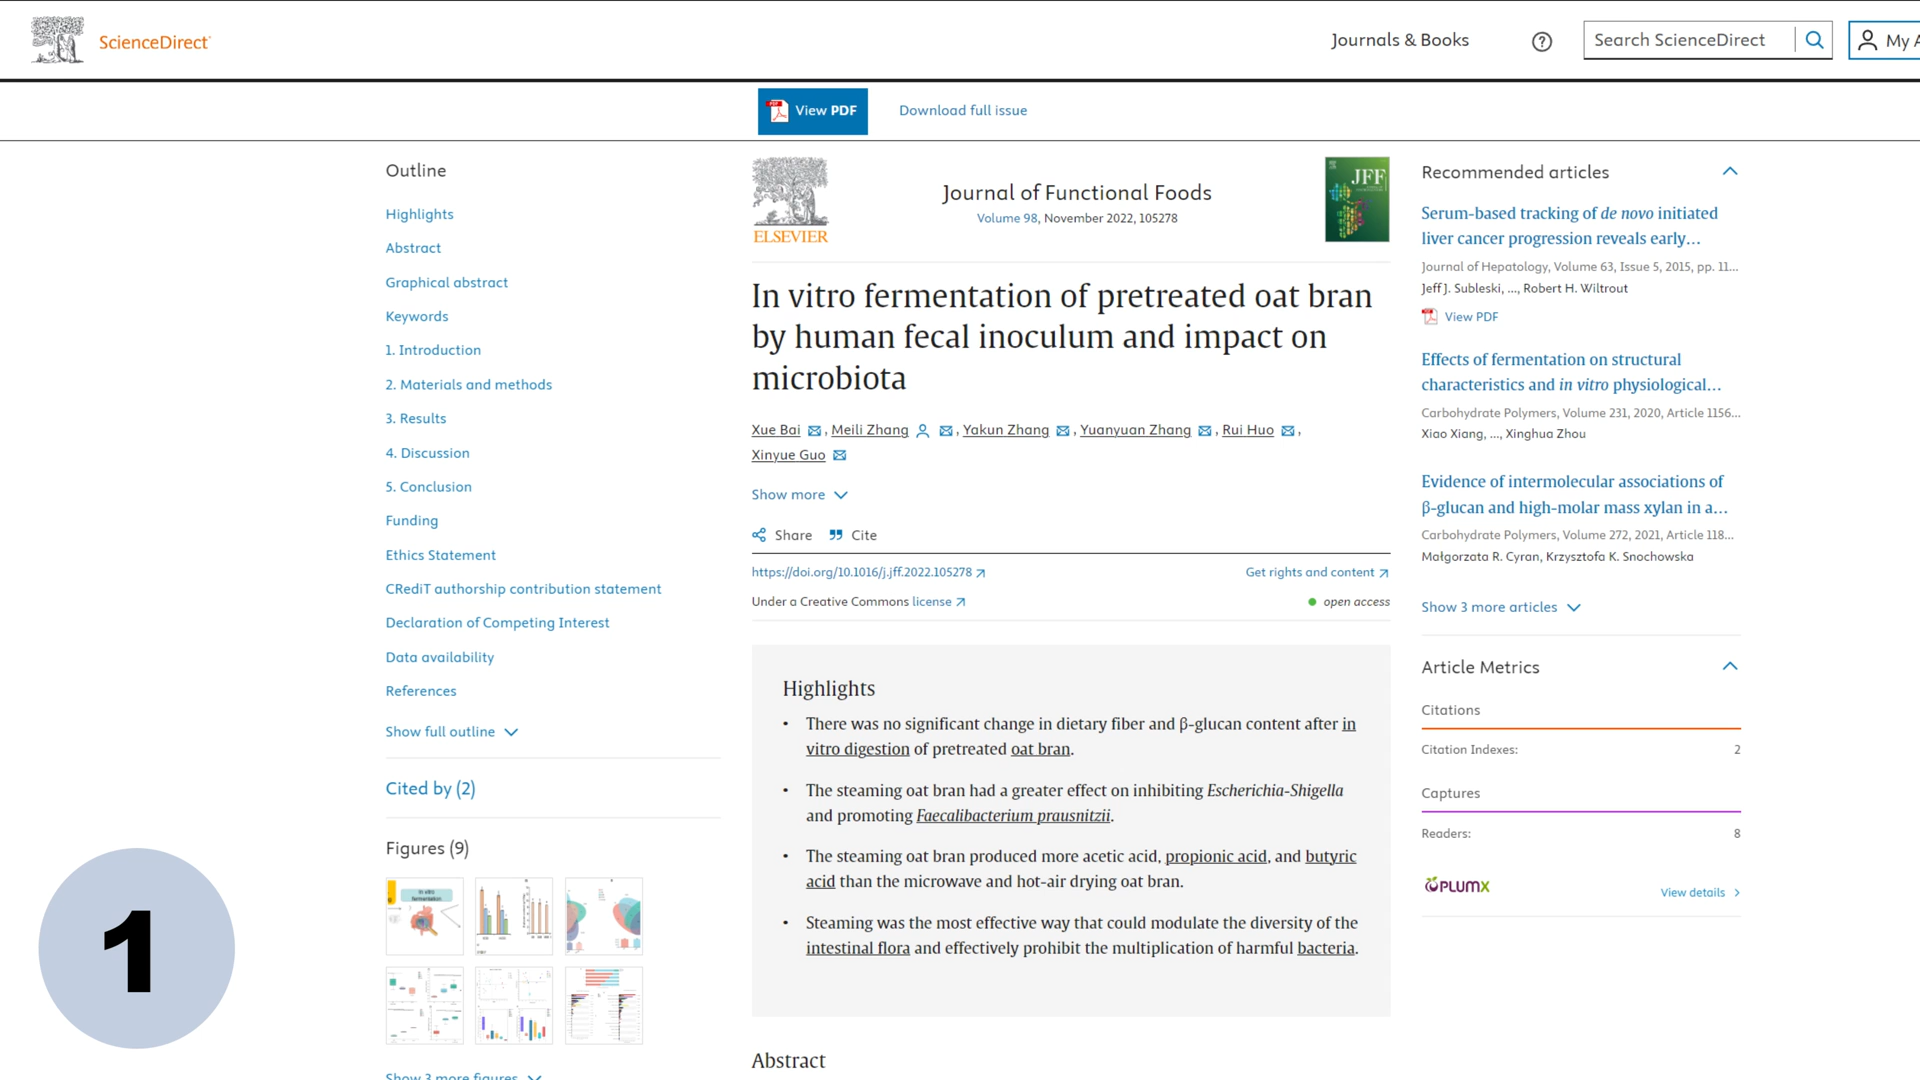 ScienceDirect
Journals & Books
Search ScienceDirect
My A
View PDF
Download full issue
Outline
Highlights
Abstract
Graphical abstract
Keywords
1. Introduction
2. Materials and methods
3. Results
4. Discussion
5. Conclusion
Funding
Ethics Statement
CRediT authorship contribution statement
Declaration of Competing Interest
Data availability
References
Show full outline
Cited by (2)
Figures (9)
Show 3 more figures
1
ELSEVIER
Journal of Functional Foods
Volume 98, November 2022, 105278
JFF
In vitro fermentation of pretreated oat bran
by human fecal inoculum and impact on
microbiota
Xue Bai, Meili Zhang, Yakun Zhang, Yuanyuan Zhang, Rui Huo,
Xinyue Guo
Show more
Share Cite
https://doi.org/10.1016/j.jff.2022.105278
Get rights and content
Under a Creative Commons license
open access
Highlights
• There was no significant change in dietary fiber and β-glucan content after in
vitro digestion of pretreated oat bran.
• The steaming oat bran had a greater effect on inhibiting Escherichia-Shigella
and promoting Faecalibacterium prausnitzii.
• The steaming oat bran produced more acetic acid, propionic acid, and butyric
acid than the microwave and hot-air drying oat bran.
• Steaming was the most effective way that could modulate the diversity of the
intestinal flora and effectively prohibit the multiplication of harmful bacteria.
Abstract
Recommended articles
Serum-based tracking of de novo initiated
liver cancer progression reveals early…
Journal of Hepatology, Volume 63, Issue 5, 2015, pp. 11...
Jeff J. Subleski, ..., Robert H. Wiltrout
View PDF
Effects of fermentation on structural
characteristics and in vitro physiological…
Carbohydrate Polymers, Volume 231, 2020, Article 1156...
Xiao Xiang, ..., Xinghua Zhou
Evidence of intermolecular associations of
β-glucan and high-molar mass xylan in a…
Carbohydrate Polymers, Volume 272, 2021, Article 118...
Małgorzata R. Cyran, Krzysztofa K. Snochowska
Show 3 more articles
Article Metrics
Citations
Citation Indexes: 2
Captures
Readers: 8
PLUMX
View details